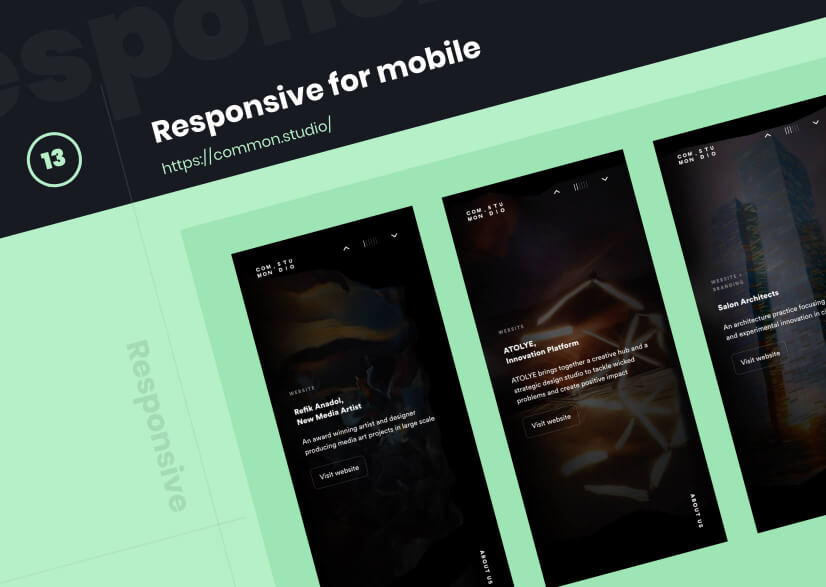 espon
13
Responsive for mobile
https://common.studio/
Responsive
COM.STU
MON DIO
WEBSITE
Refik Anadol,
New Media Artist
An award winning artist and designer
producing media art projects in large scale
Visit website
ABOUT US
COM.STU
MON DIO
WEBSITE
ATOLYE,
Innovation Platform
ATOLYE brings together a creative hub and a
strategic design studio to tackle wicked
problems and create positive impact
Visit website
ABOUT US
COM.STU
MON DIO
WEBSITE +
BRANDING
Salon Architects
An architecture practice focusing
and experimental innovation in
Visit website